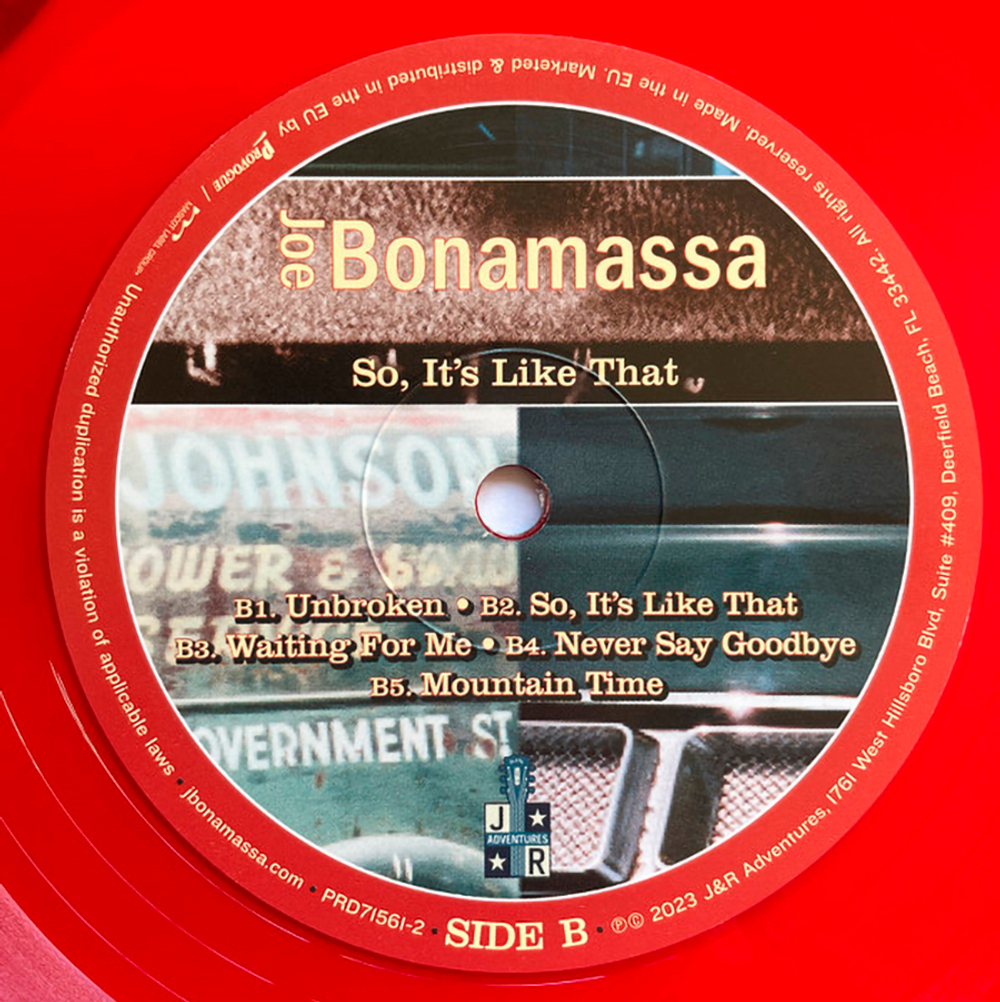 Joe Bonamassa
So, It's Like That
JOHNSON
OWER &
B1. Unbroken • B2. So, It's Like That
B3. Waiting For Me • B4. Never Say Goodbye
B5. Mountain Time
OVERNMENT ST
J
ADVENTURES
R
SIDE B • ℗© 2023 J&R Adventures, 1761 West Hillsboro Blvd, Suite #409, Deerfield Beach, FL 33442. All rights reserved. Made in the EU. Marketed & distributed in the EU by PROVOGUE / MASCOT LABEL GROUP Unauthorized duplication is a violation of applicable laws • jbonamassa.com • PRD71561-2 •